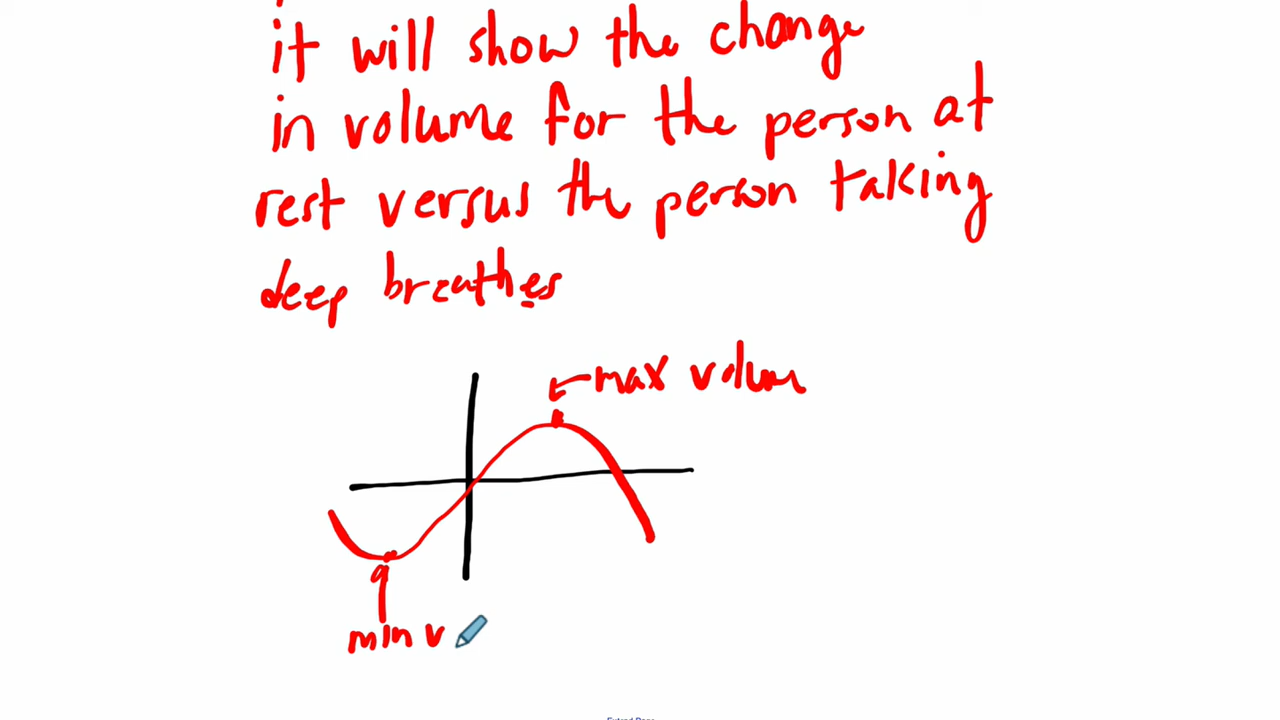 it will show the change
in volume for the person at
rest versus the person taking
deep breathes
max volume
min v